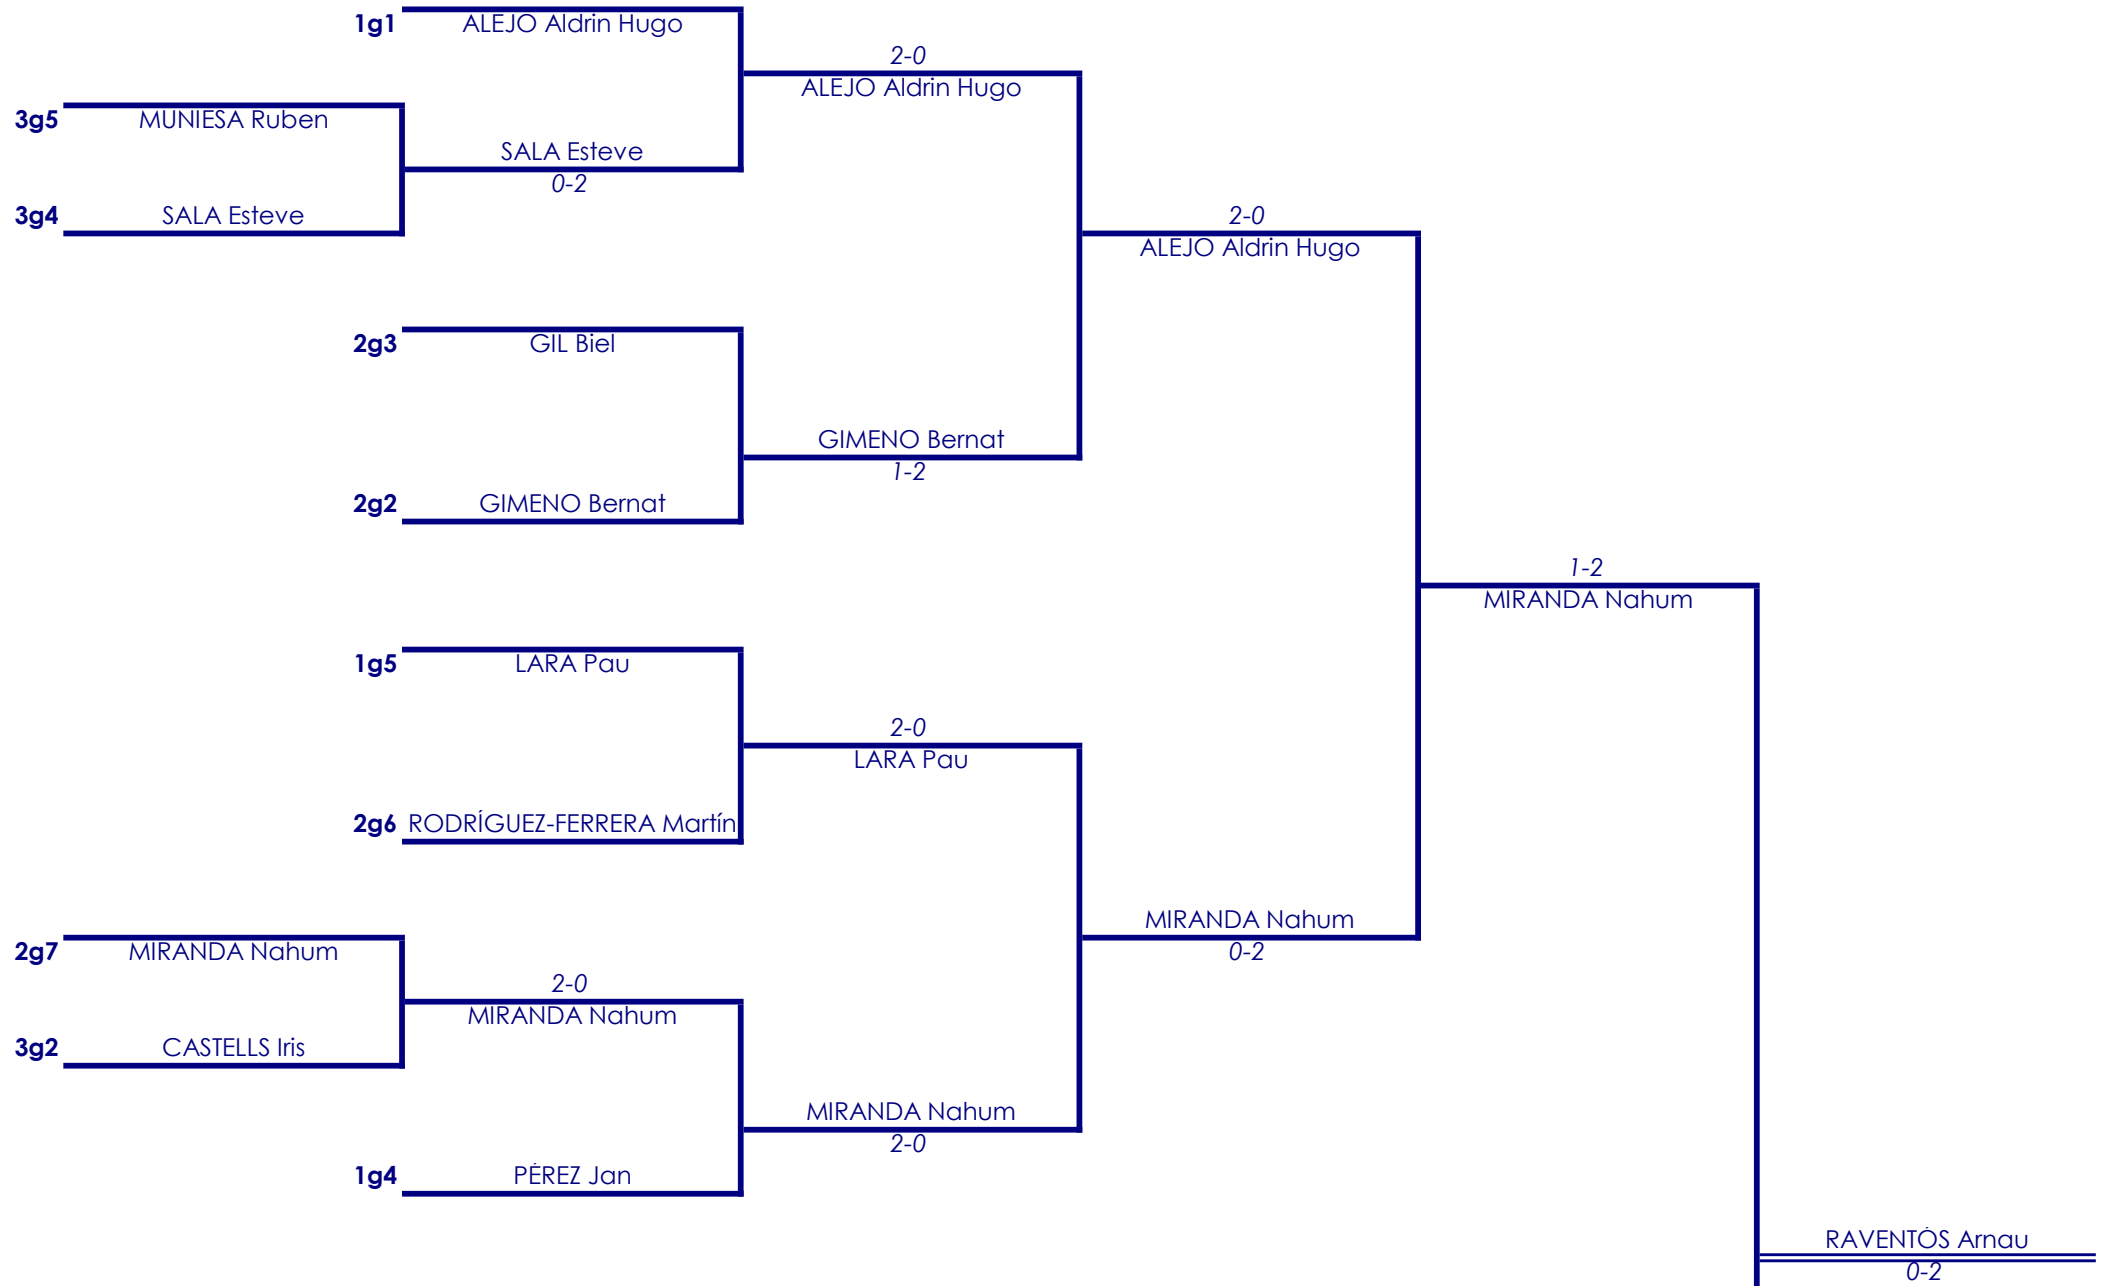 1g1 ALEJO Aldrin Hugo
2-0
ALEJO Aldrin Hugo
3g5 MUNIESA Ruben
SALA Esteve
0-2
3g4 SALA Esteve
2-0
ALEJO Aldrin Hugo
2g3 GIL Biel
GIMENO Bernat
1-2
2g2 GIMENO Bernat
1-2
MIRANDA Nahum
1g5 LARA Pau
2-0
LARA Pau
2g6 RODRÍGUEZ-FERRERA Martín
MIRANDA Nahum
0-2
2g7 MIRANDA Nahum
2-0
MIRANDA Nahum
3g2 CASTELLS Iris
MIRANDA Nahum
2-0
1g4 PÉREZ Jan
RAVENTÓS Arnau
0-2